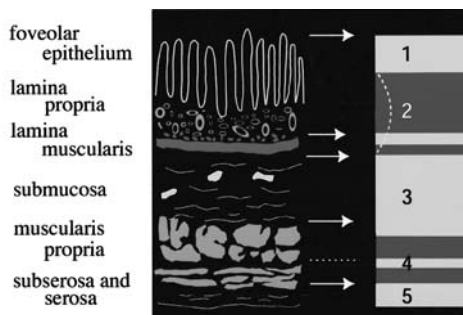 foveolar
epithelium
lamina
propria
lamina
muscularis
submucosa
muscularis
propria
subserosa and
serosa
1
2
3
4
5